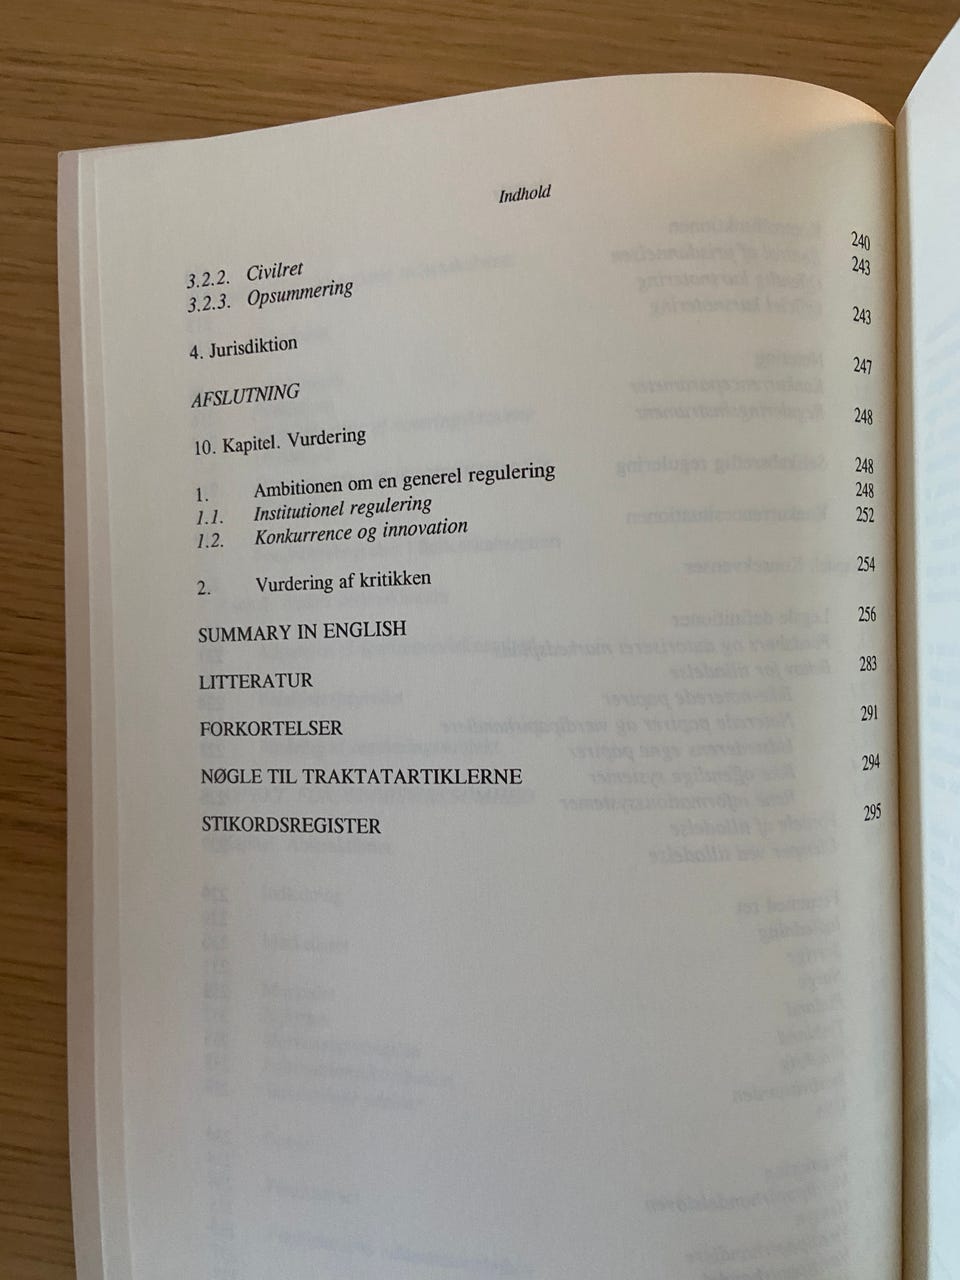 Indhold
3.2.2. Civilret 240
3.2.3. Opsummering 243
4. Jurisdiktion 243
AFSLUTNING 247
10. Kapitel. Vurdering 248
1. Ambitionen om en generel regulering 248
1.1. Institutionel regulering 248
1.2. Konkurrence og innovation 252
2. Vurdering af kritikken 254
SUMMARY IN ENGLISH 256
LITTERATUR 283
FORKORTELSER 291
NØGLE TIL TRAKTATARTIKLERNE 294
STIKORDSREGISTER 295